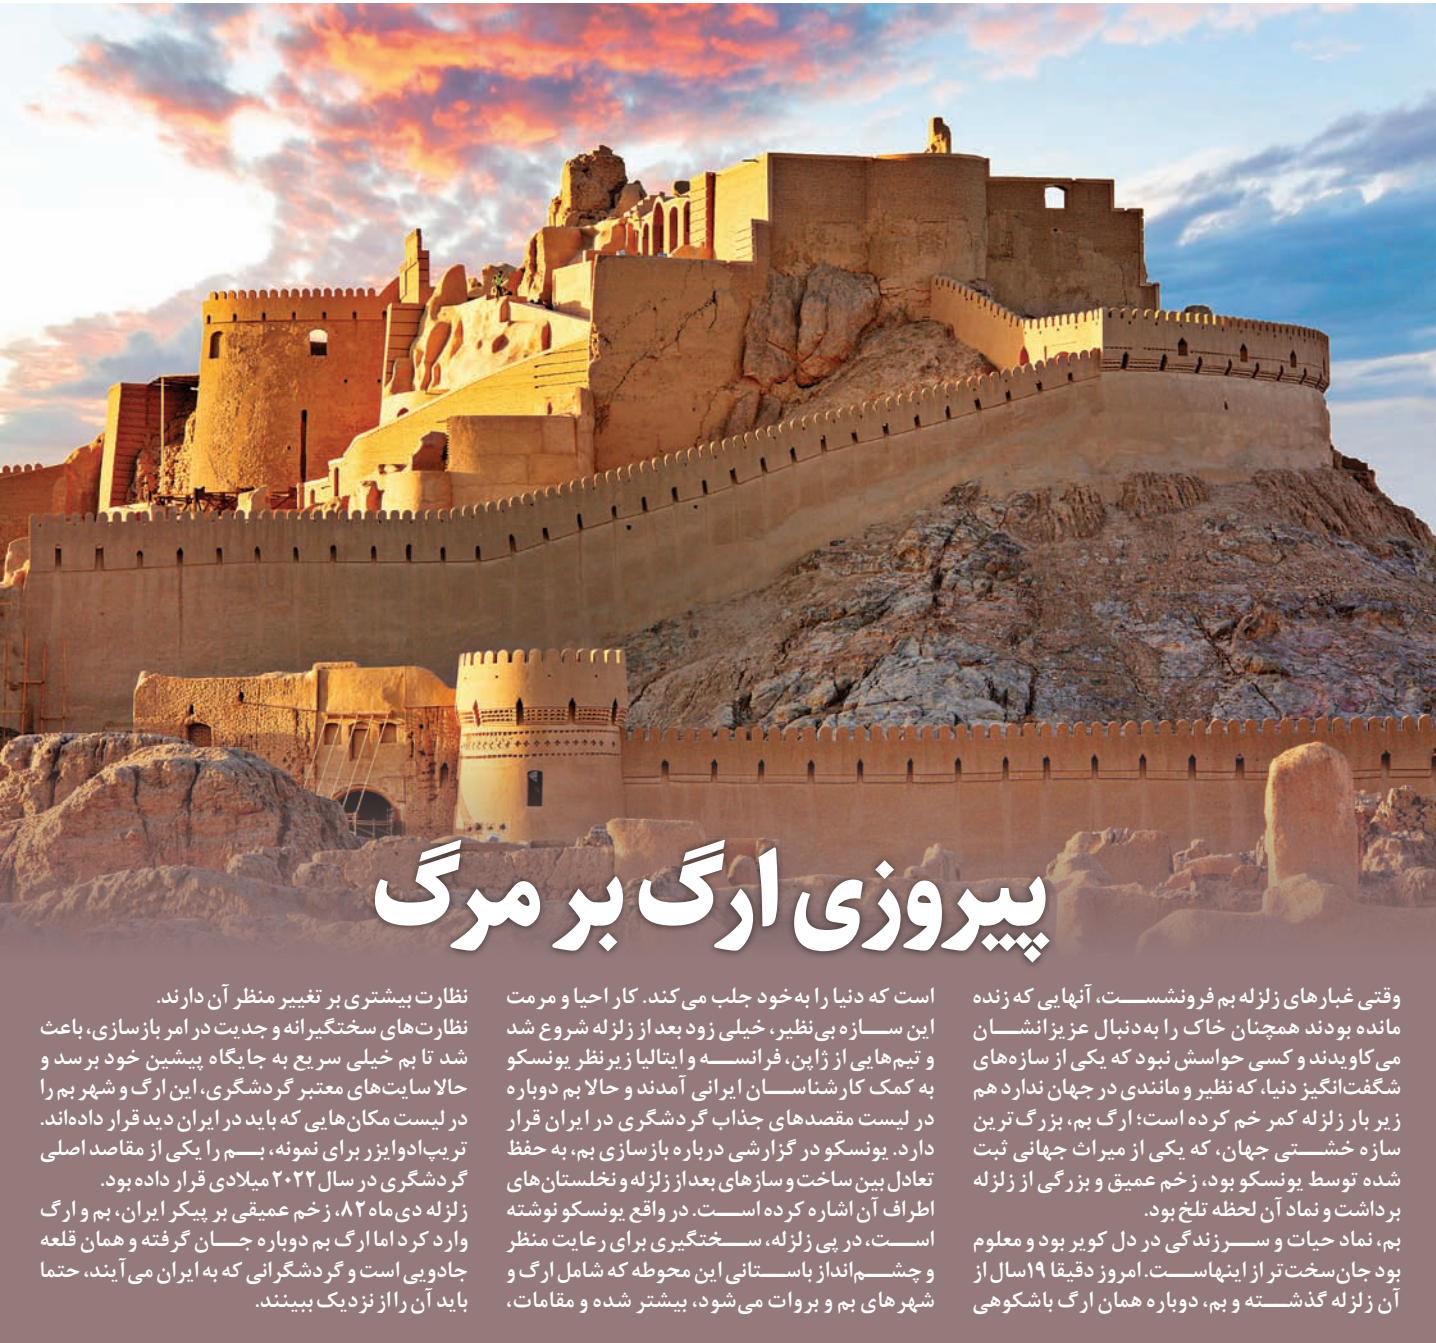 پیروزی ارگ بر مرگ
وقتی غبارهای زلزله بم فرونشست، آنهایی که زنده
مانده بودند همچنان خاک را به‌دنبال عزیزانشان
می‌کاویدند و کسی حواسش نبود که یکی از سازه‌های
شگفت‌انگیز دنیا، که نظیر و مانندی در جهان ندارد هم
زیر بار زلزله کمر خم کرده است؛ ارگ بم، بزرگ‌ترین
سازه خشتی جهان، که یکی از میراث جهانی ثبت
شده توسط یونسکو بود، زخم عمیق و بزرگی از زلزله
برداشت و نماد آن لحظه تلخ بود.
بم، نماد حیات و سرزندگی در دل کویر بود و معلوم
بود جان‌سخت‌تر از اینهاست. امروز دقیقا ۱۹سال از
آن زلزله گذشته و بم، دوباره همان ارگ باشکوهی
است که دنیا را به‌خود جلب می‌کند. کار احیا و مرمت
این سازه بی‌نظیر، خیلی زود بعد از زلزله شروع شد
و تیم‌هایی از ژاپن، فرانسه و ایتالیا زیرنظر یونسکو
به کمک کارشناسان ایرانی آمدند و حالا بم دوباره
در لیست مقصدهای جذاب گردشگری در ایران قرار
دارد. یونسکو در گزارشی درباره بازسازی بم، به حفظ
تعادل بین ساخت‌وسازهای بعد از زلزله و نخلستان‌های
اطراف آن اشاره کرده است. در واقع یونسکو نوشته
است، در پی زلزله، سختگیری برای رعایت منظر
و چشم‌انداز باستانی این محوطه که شامل ارگ و
شهرهای بم و بروات می‌شود، بیشتر شده و مقامات،
نظارت بیشتری بر تغییر منظر آن دارند.
نظارت‌های سختگیرانه و جدیت در امر بازسازی، باعث
شد تا بم خیلی سریع به جایگاه پیشین خود برسد و
حالا سایت‌های معتبر گردشگری، این ارگ و شهر بم را
در لیست مکان‌هایی که باید در ایران دید قرار داده‌اند.
تریپ‌ادوایزر برای نمونه، بم را یکی از مقاصد اصلی
گردشگری در سال۲۰۲۲ میلادی قرار داده بود.
زلزله دی‌ماه۸۲، زخم عمیقی بر پیکر ایران، بم و ارگ
وارد کرد اما ارگ بم دوباره جان گرفته و همان قلعه
جادویی است و گردشگرانی که به ایران می‌آیند، حتما
باید آن را از نزدیک ببینند.